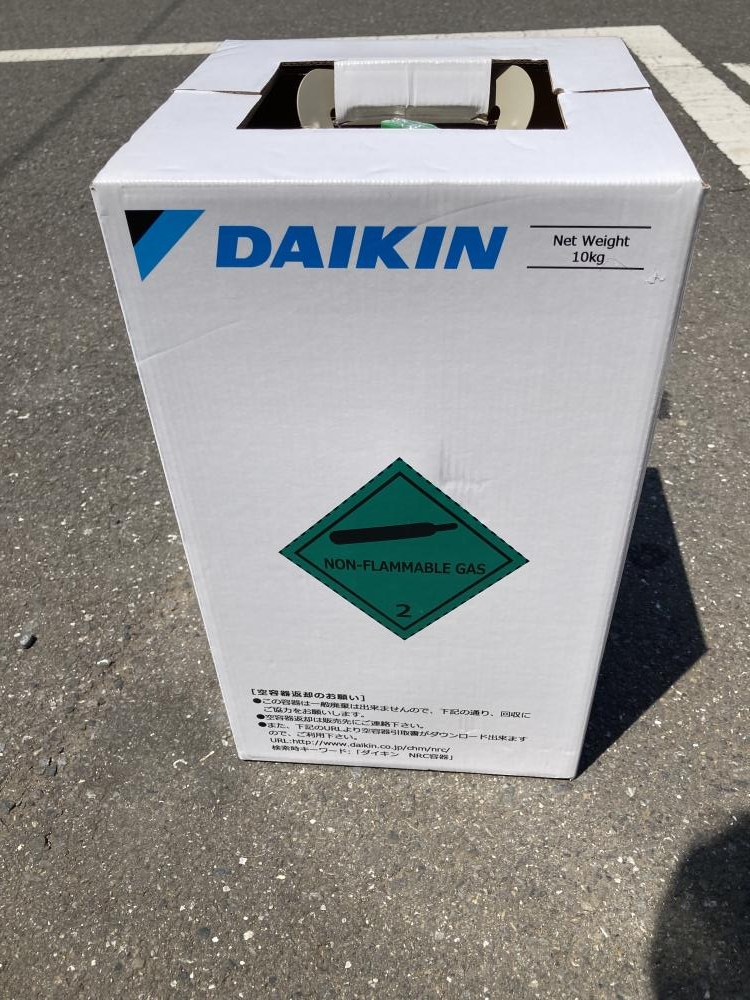 DAIKIN
Net Weight
10kg
NON-FLAMMABLE GAS
2
[空容器返却のお願い]
●この容器は一般廃棄は出来ませんので、下記の通り、回収に
ご協力をお願いします。
●空容器返却は販売先にご連絡下さい。
●また、下記のURLより空容器引取書がダウンロード出来ます
ので、ご利用下さい。
URL:http://www.daikin.co.jp/chm/nrc/
検索時キーワード:「ダイキン　NRC容器」